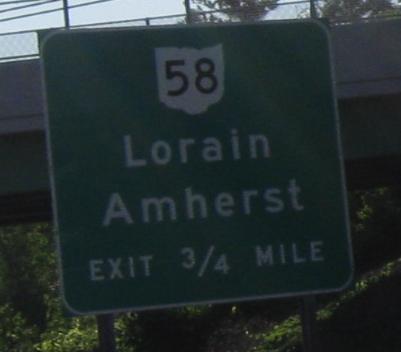 58
Lorain
Amherst
EXIT 3/4 MILE